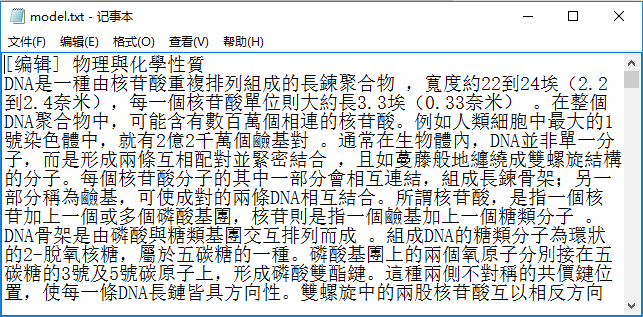 model.txt - 记事本
文件(F) 编辑(E) 格式(O) 查看(V) 帮助(H)
[编辑] 物理與化學性質
DNA是一種由核苷酸重複排列組成的長鍊聚合物 ，寬度約22到24埃（2.2
到2.4奈米），每一個核苷酸單位則大約長3.3埃（0.33奈米） 。在整個
DNA聚合物中，可能含有數百萬個相連的核苷酸。例如人類細胞中最大的1
號染色體中，就有2億2千萬個鹼基對 。通常在生物體內，DNA並非單一分
子，而是形成兩條互相配對並緊密結合 ，且如蔓藤般地纏繞成雙螺旋結構
的分子。每個核苷酸分子的其中一部分會相互連結，組成長鍊骨架；另一
部分稱為鹼基，可使成對的兩條DNA相互結合。所謂核苷酸，是指一個核
苷加上一個或多個磷酸基團，核苷則是指一個鹼基加上一個糖類分子 。
DNA骨架是由磷酸與糖類基團交互排列而成 。組成DNA的糖類分子為環狀
的2-脫氧核糖，屬於五碳糖的一種。磷酸基團上的兩個氧原子分別接在五
碳糖的3號及5號碳原子上，形成磷酸雙酯鍵。這種兩側不對稱的共價鍵位
置，使每一條DNA長鏈皆具方向性。雙螺旋中的兩股核苷酸互以相反方向